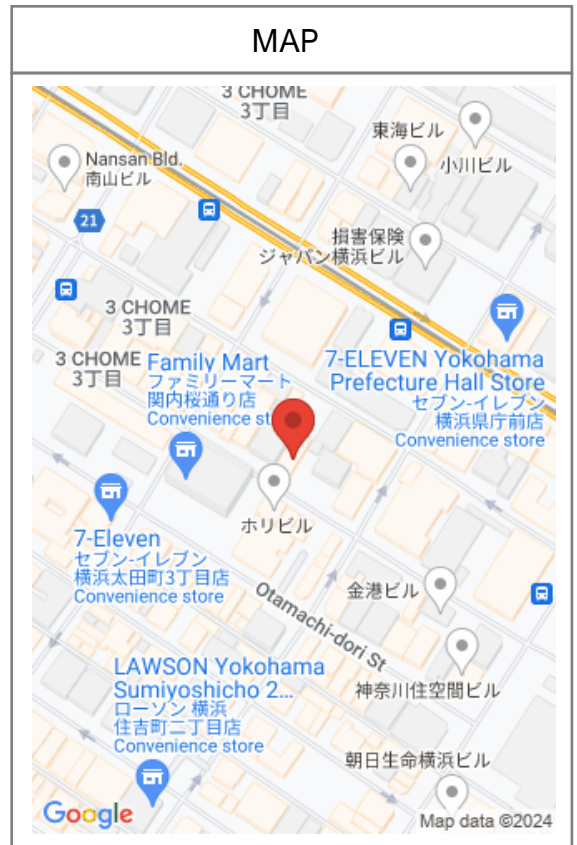 MAP
3 CHOME
3丁目
東海ビル
小川ビル
Nansan Bld.
南山ビル
21
損害保険
ジャパン横浜ビル
3 CHOME
3丁目
3 CHOME
3丁目
Family Mart
ファミリーマート
関内桜通り店
Convenience st
7-ELEVEN Yokohama
Prefecture Hall Store
セブン-イレブン
横浜県庁前店
Convenience store
ホリビル
7-Eleven
セブン-イレブン
横浜太田町3丁目店
Convenience store
金港ビル
Otamachi-dori St
LAWSON Yokohama
Sumiyoshicho 2...
ローソン 横浜
住吉町二丁目店
Convenience store
神奈川住空間ビル
朝日生命横浜ビル
Google
Map data ©2024